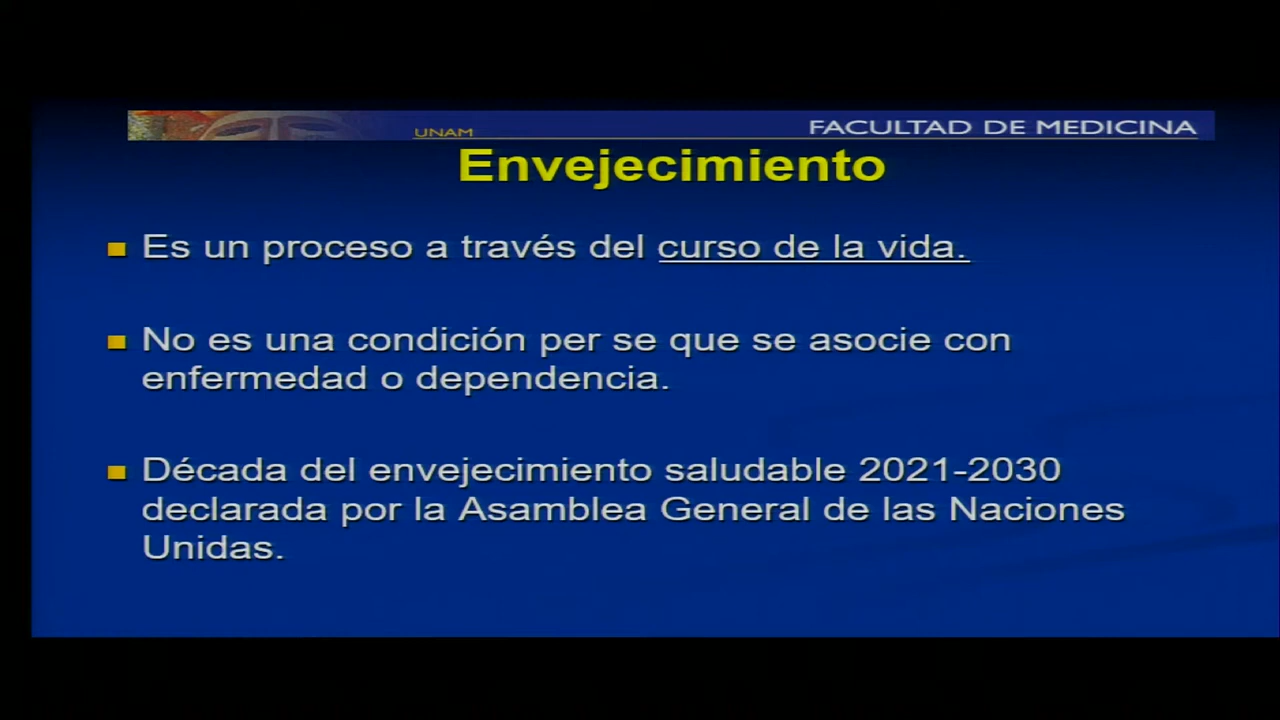 UNAM
FACULTAD DE MEDICINA
Envejecimiento
Es un proceso a través del curso de la vida.
No es una condición per se que se asocie con
enfermedad o dependencia.
Década del envejecimiento saludable 2021-2030
declarada por la Asamblea General de las Naciones
Unidas.